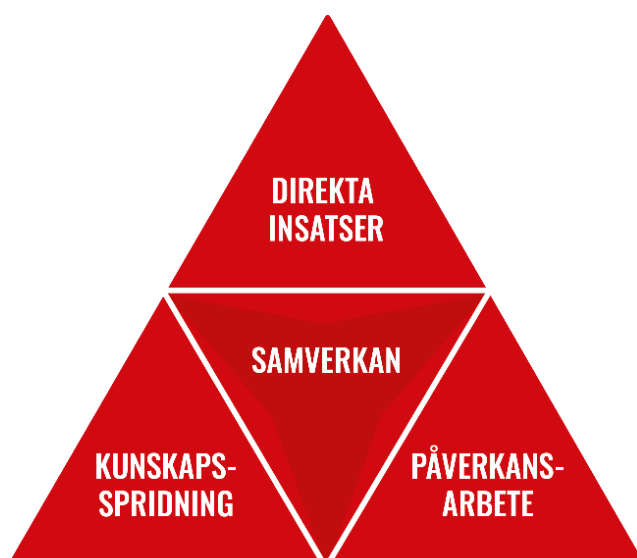 DIREKTA
INSATSER
SAMVERKAN
KUNSKAPS-
SPRIDNING
PÅVERKANS-
ARBETE